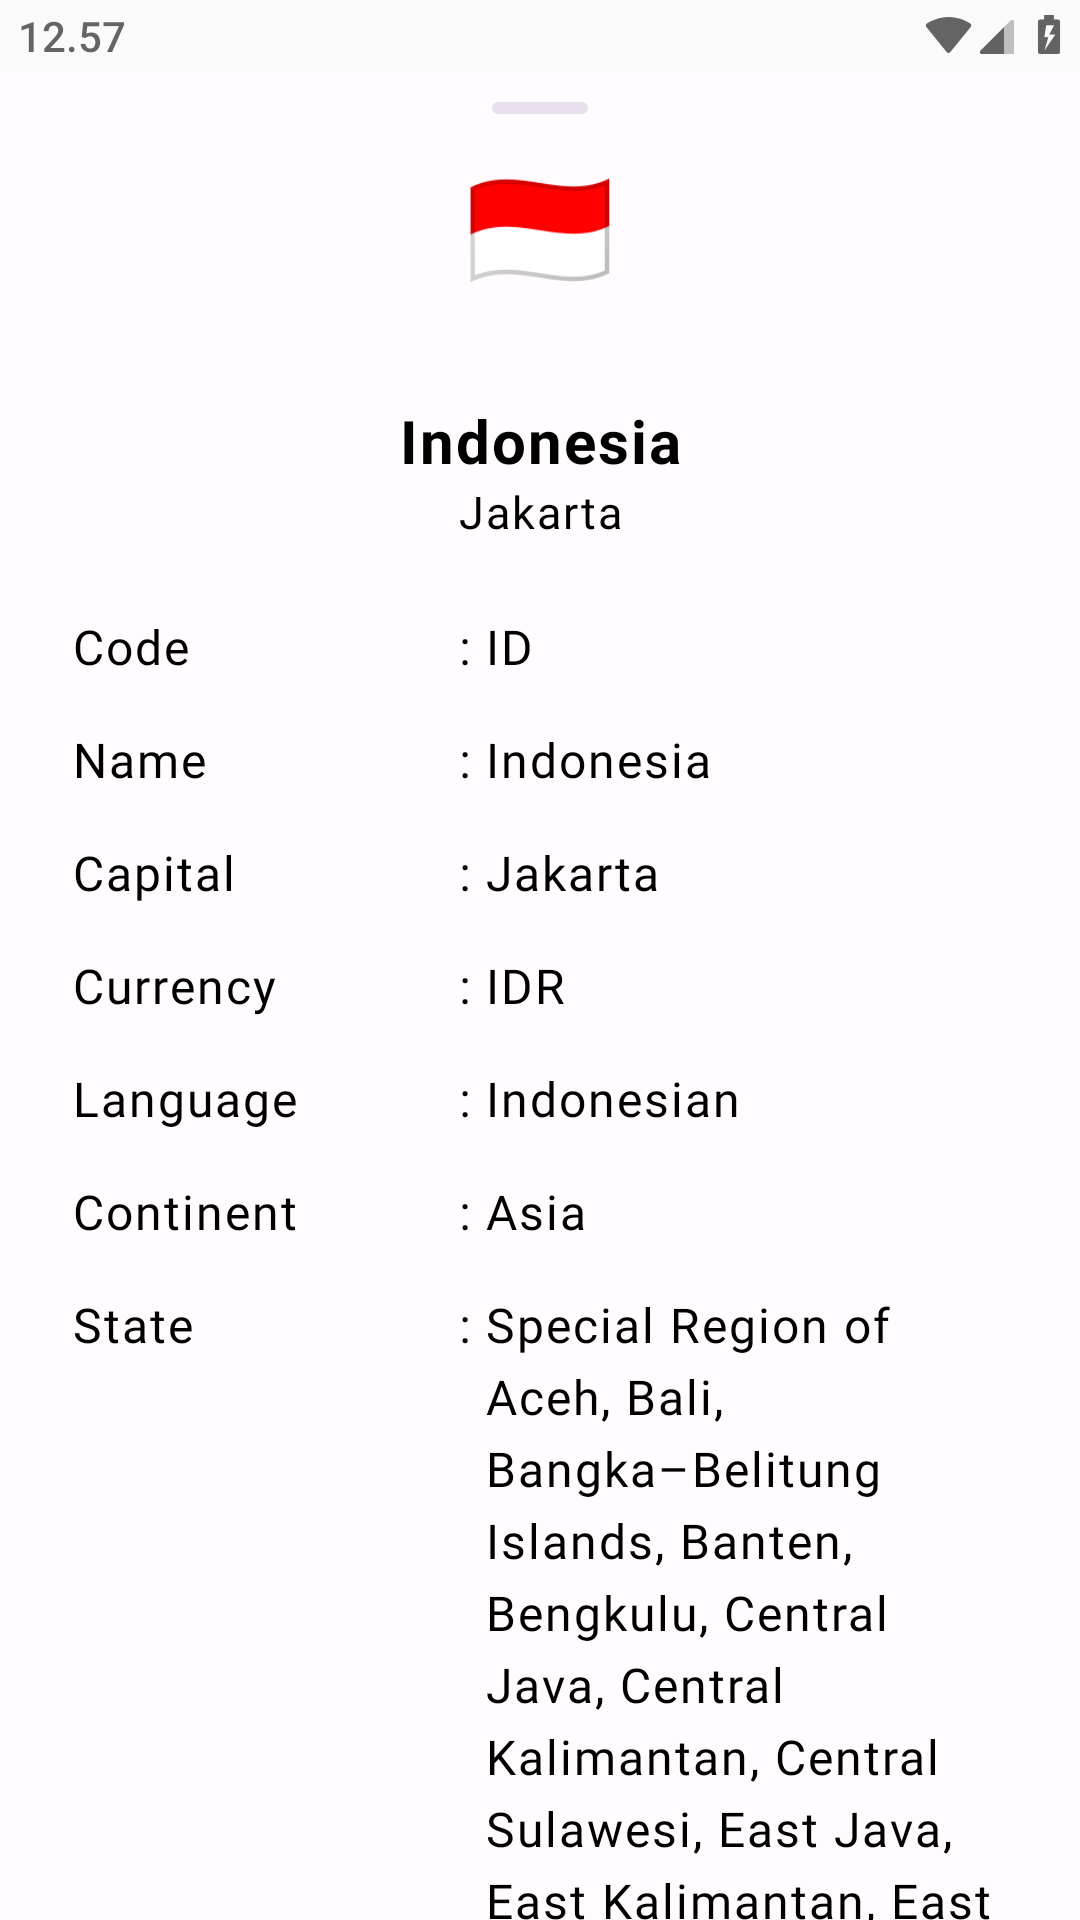 12.57
Indonesia
Jakarta
Code : ID
Name : Indonesia
Capital : Jakarta
Currency : IDR
Language : Indonesian
Continent : Asia
State : Special Region of
Aceh, Bali,
Bangka–Belitung
Islands, Banten,
Bengkulu, Central
Java, Central
Kalimantan, Central
Sulawesi, East Java,
East Kalimantan, East